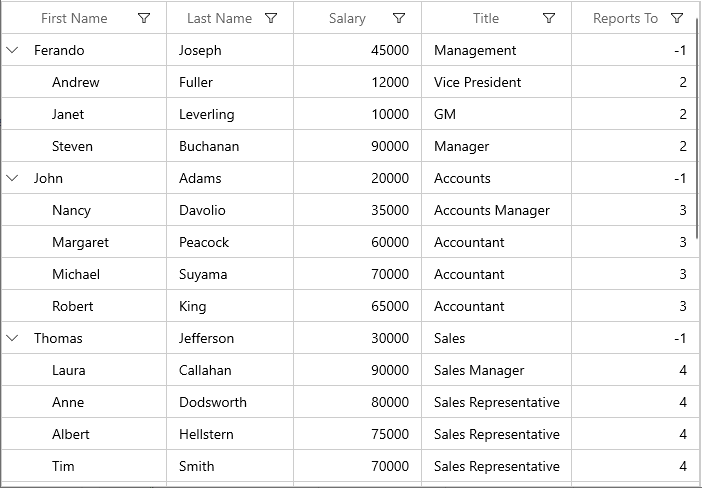 First Name Last Name Salary Title Reports To
Ferando Joseph 45000 Management -1
Andrew Fuller 12000 Vice President 2
Janet Leverling 10000 GM 2
Steven Buchanan 90000 Manager 2
John Adams 20000 Accounts -1
Nancy Davolio 35000 Accounts Manager 3
Margaret Peacock 60000 Accountant 3
Michael Suyama 70000 Accountant 3
Robert King 65000 Accountant 3
Thomas Jefferson 30000 Sales -1
Laura Callahan 90000 Sales Manager 4
Anne Dodsworth 80000 Sales Representative 4
Albert Hellstern 75000 Sales Representative 4
Tim Smith 70000 Sales Representative 4